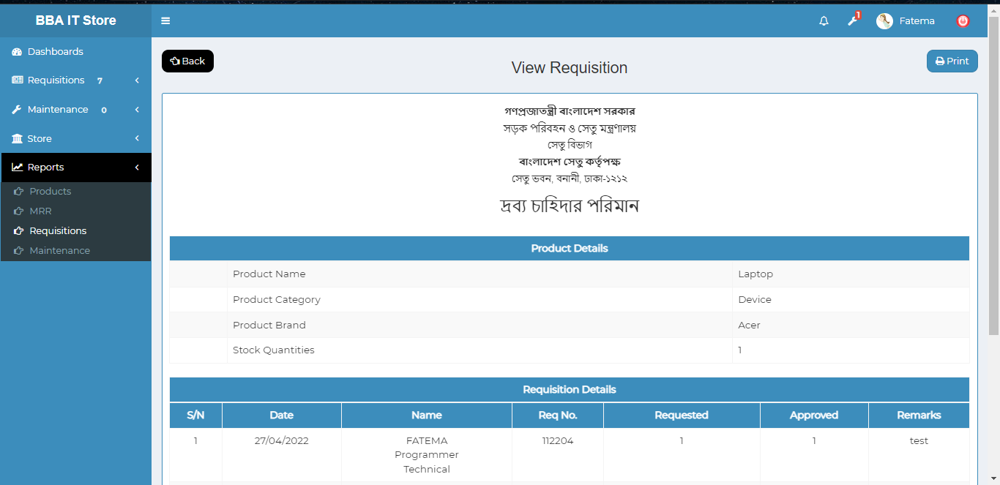 BBA IT Store
1
Fatema
Dashboards
Requisitions 7
Maintenance 0
Store
Reports
Products
MRR
Requisitions
Maintenance
Back
View Requisition
Print
গণপ্রজাতন্ত্রী বাংলাদেশ সরকার
সড়ক পরিবহন ও সেতু মন্ত্রণালয়
সেতু বিভাগ
বাংলাদেশ সেতু কর্তৃপক্ষ
সেতু ভবন, বনানী, ঢাকা-১২১২
দ্রব্য চাহিদার পরিমান
Product Details
Product Name Laptop
Product Category Device
Product Brand Acer
Stock Quantities 1
Requisition Details
S/N Date Name Req No. Requested Approved Remarks
1 27/04/2022 FATEMA 112204 1 1 test
Programmer
Technical